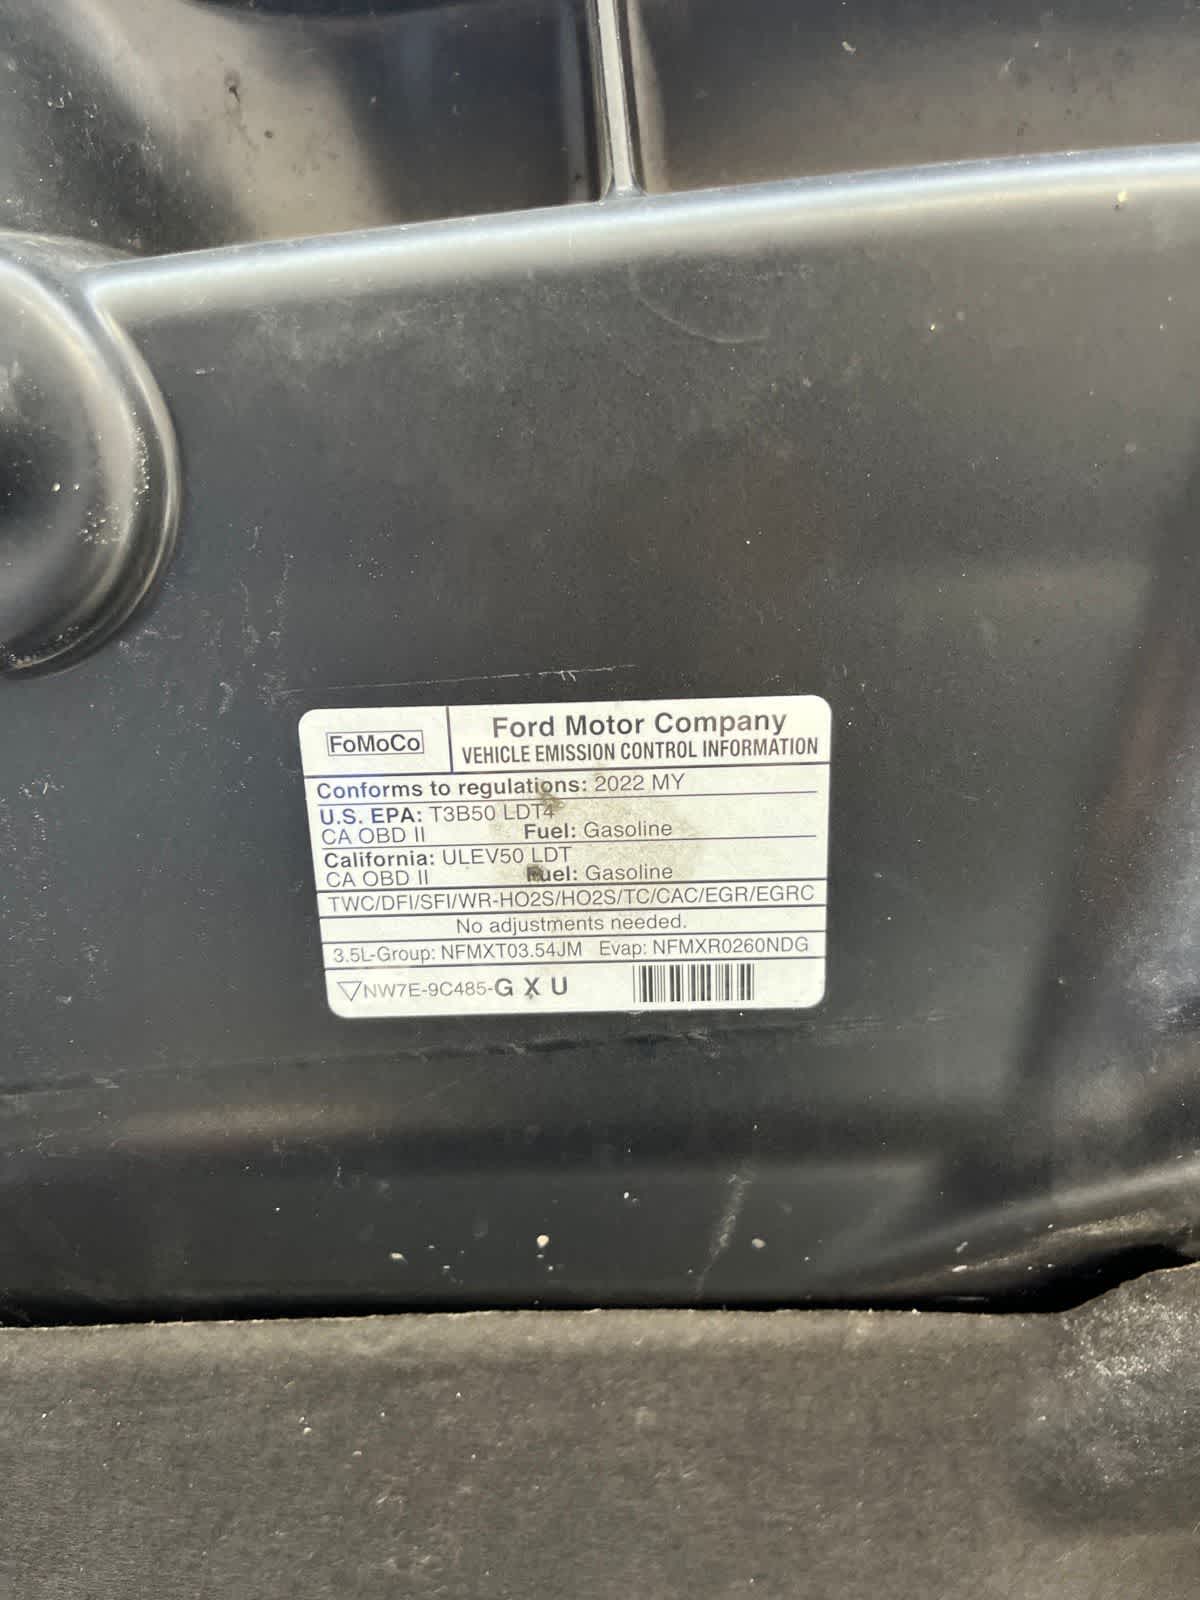 FoMoCo
Ford Motor Company
VEHICLE EMISSION CONTROL INFORMATION
Conforms to regulations: 2022 MY
U.S. EPA: T3B50 LDT4
CA OBD II Fuel: Gasoline
California: ULEV50 LDT
CA OBD II Fuel: Gasoline
TWC/DFI/SFI/WR-HO2S/HO2S/TC/CAC/EGR/EGRC
No adjustments needed.
3.5L-Group: NFMXT03.54JM Evap: NFMXR0260NDG
NW7E-9C485-G X U